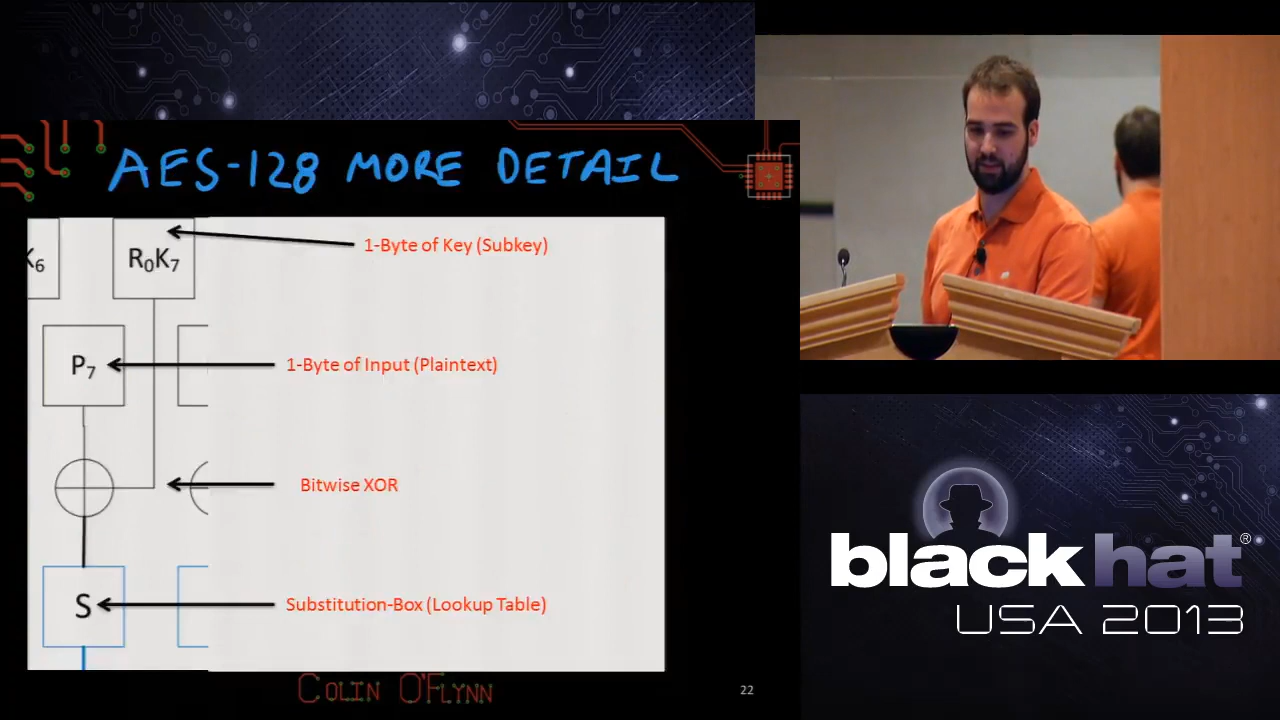 AES-128 MORE DETAIL
K6
R0K7
1-Byte of Key (Subkey)
P7
1-Byte of Input (Plaintext)
Bitwise XOR
S
Substitution-Box (Lookup Table)
COLIN O'FLYNN
22
black hat®
USA 2013